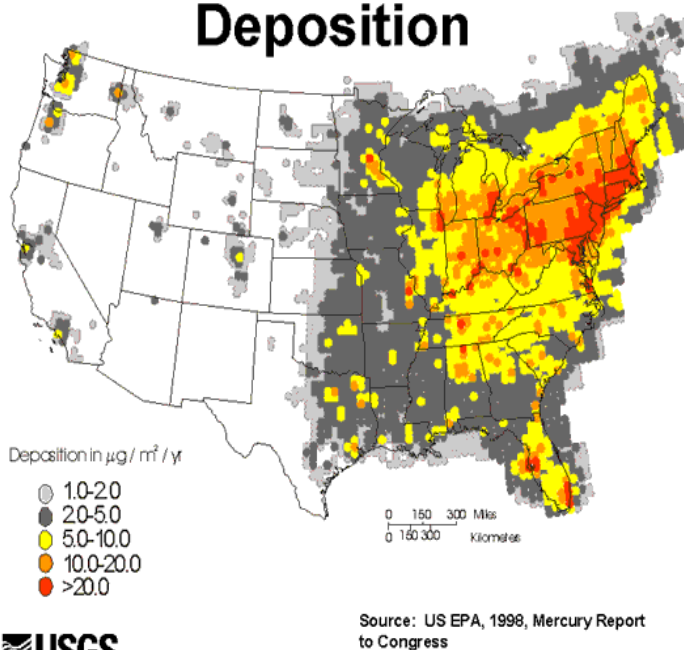 Deposition
Deposition in μg / m² / yr
1.0-2.0
2.0-5.0
5.0-10.0
10.0-20.0
>20.0
0 150 300 Miles
0 150 300 Kilometes
Source: US EPA, 1998, Mercury Report
to Congress
USGS